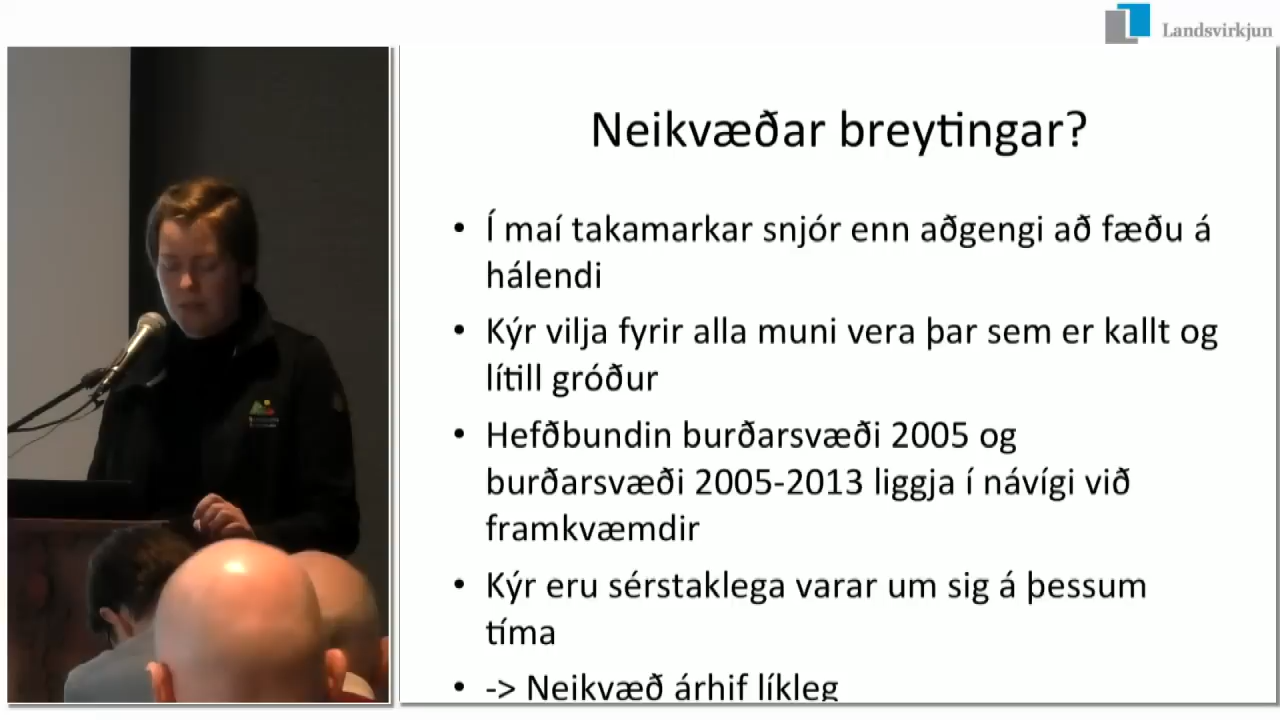 Landsvirkjun
Neikvæðar breytingar?
• Í maí takamarkar snjór enn aðgengi að fæðu á
hálendi
• Kýr vilja fyrir alla muni vera þar sem er kallt og
lítill gróður
• Hefðbundin burðarsvæði 2005 og
burðarsvæði 2005-2013 liggja í návígi við
framkvæmdir
• Kýr eru sérstaklega varar um sig á þessum
tíma
• -> Neikvæð árhif líkleg